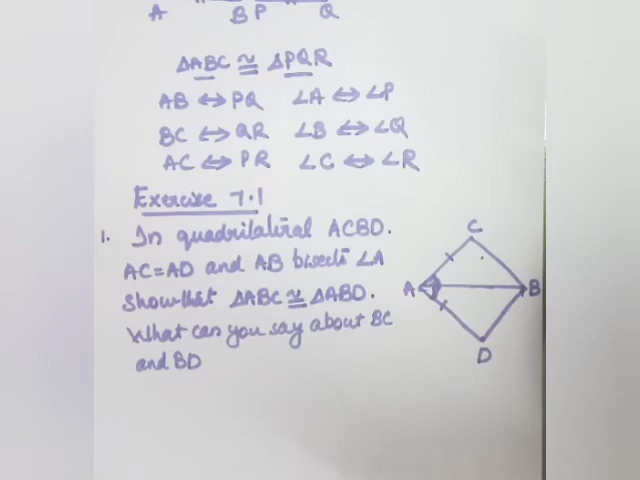 A B P Q
ΔABC ≅ ΔPQR
AB ↔ PQ ∠A ↔ ∠P
BC ↔ QR ∠B ↔ ∠Q
AC ↔ PR ∠C ↔ ∠R
Exercise 7.1
1. In quadrilateral ACBD.
AC=AD and AB bisects ∠A
show that ΔABC ≅ ΔABD.
What can you say about BC
and BD
C
A B
D